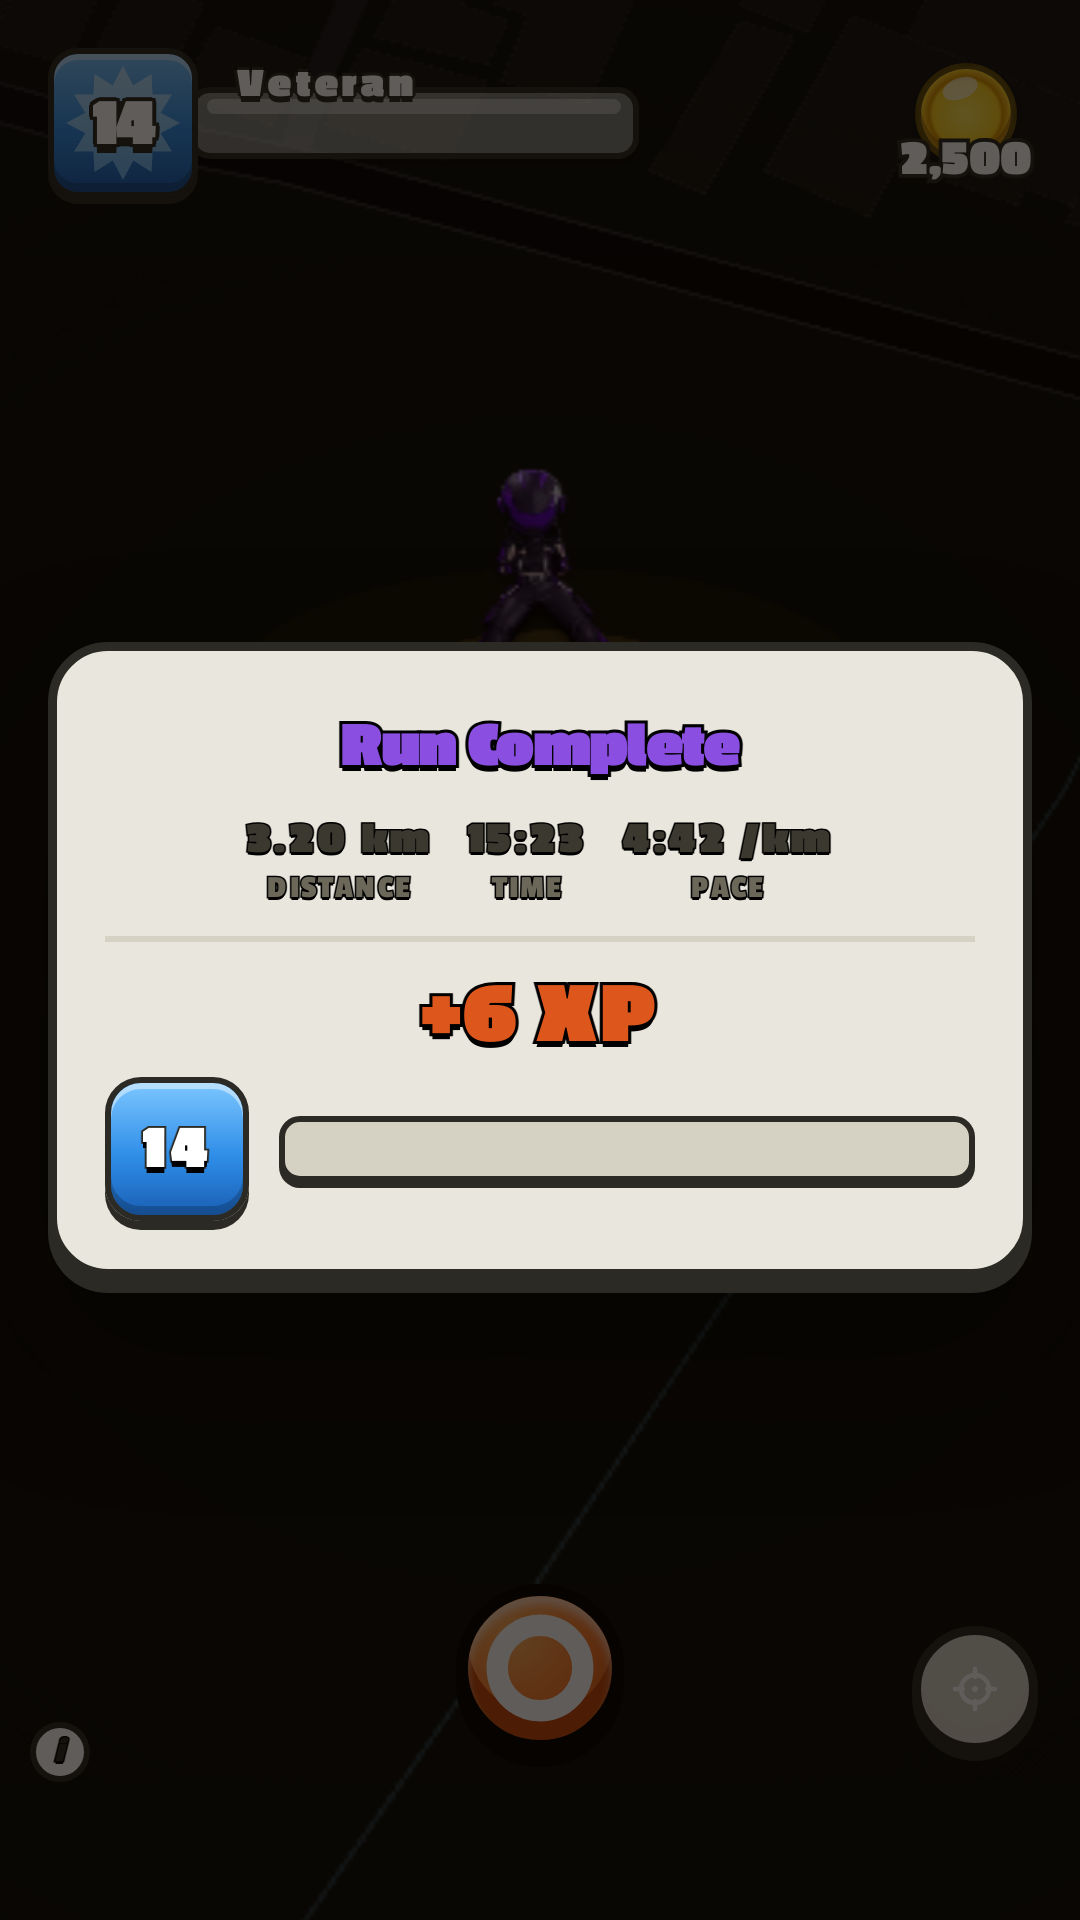 Veteran
14
2,500
Run Complete
3.20 km 15:23 4:42 /km
DISTANCE TIME PACE
+6 XP
14
i